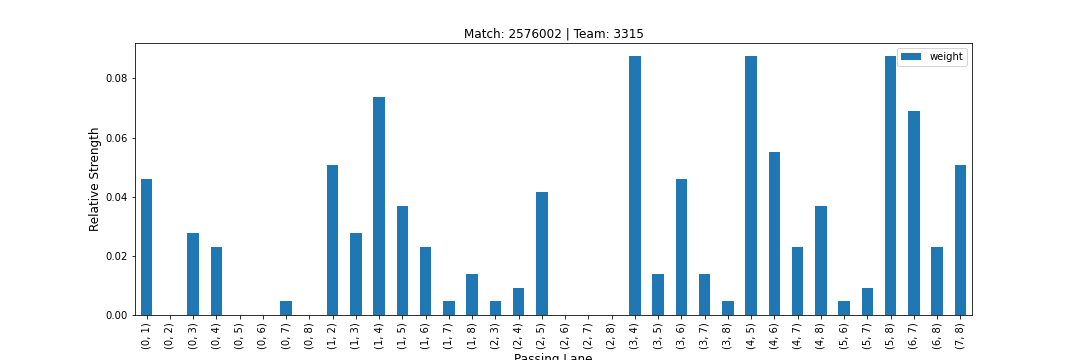 Match: 2576002 | Team: 3315
weight
Relative Strength
0.08
0.06
0.04
0.02
0.00
(0, 1) (0, 2) (0, 3) (0, 4) (0, 5) (0, 6) (0, 7) (0, 8) (1, 2) (1, 3) (1, 4) (1, 5) (1, 6) (1, 7) (1, 8) (2, 3) (2, 4) (2, 5) (2, 6) (2, 7) (2, 8) (3, 4) (3, 5) (3, 6) (3, 7) (3, 8) (4, 5) (4, 6) (4, 7) (4, 8) (5, 6) (5, 7) (5, 8) (6, 7) (6, 8) (7, 8)
Passing Lane